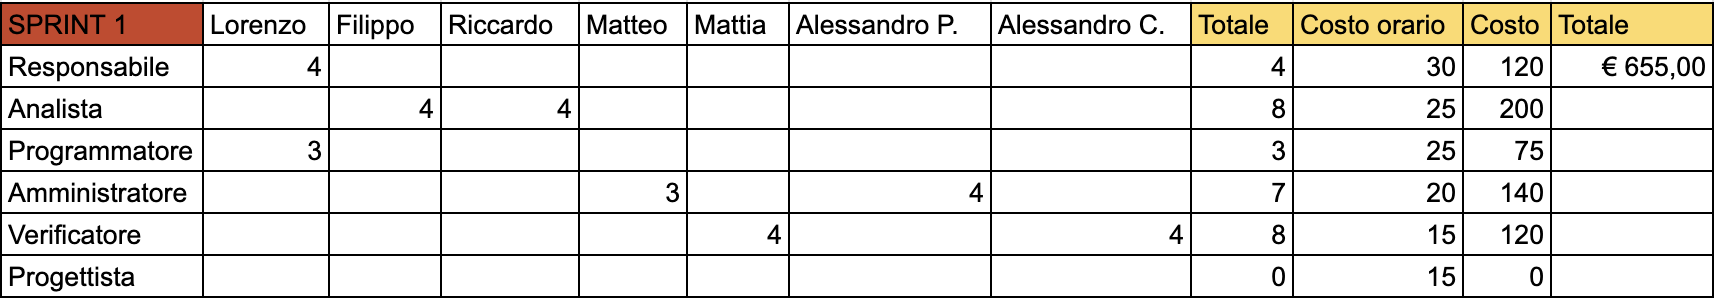 SPRINT 1 Lorenzo Filippo Riccardo Matteo Mattia Alessandro P. Alessandro C. Totale Costo orario Costo Totale
Responsabile 4 4 30 120 € 655,00
Analista 4 4 8 25 200
Programmatore 3 3 25 75
Amministratore 3 4 7 20 140
Verificatore 4 4 8 15 120
Progettista 0 15 0